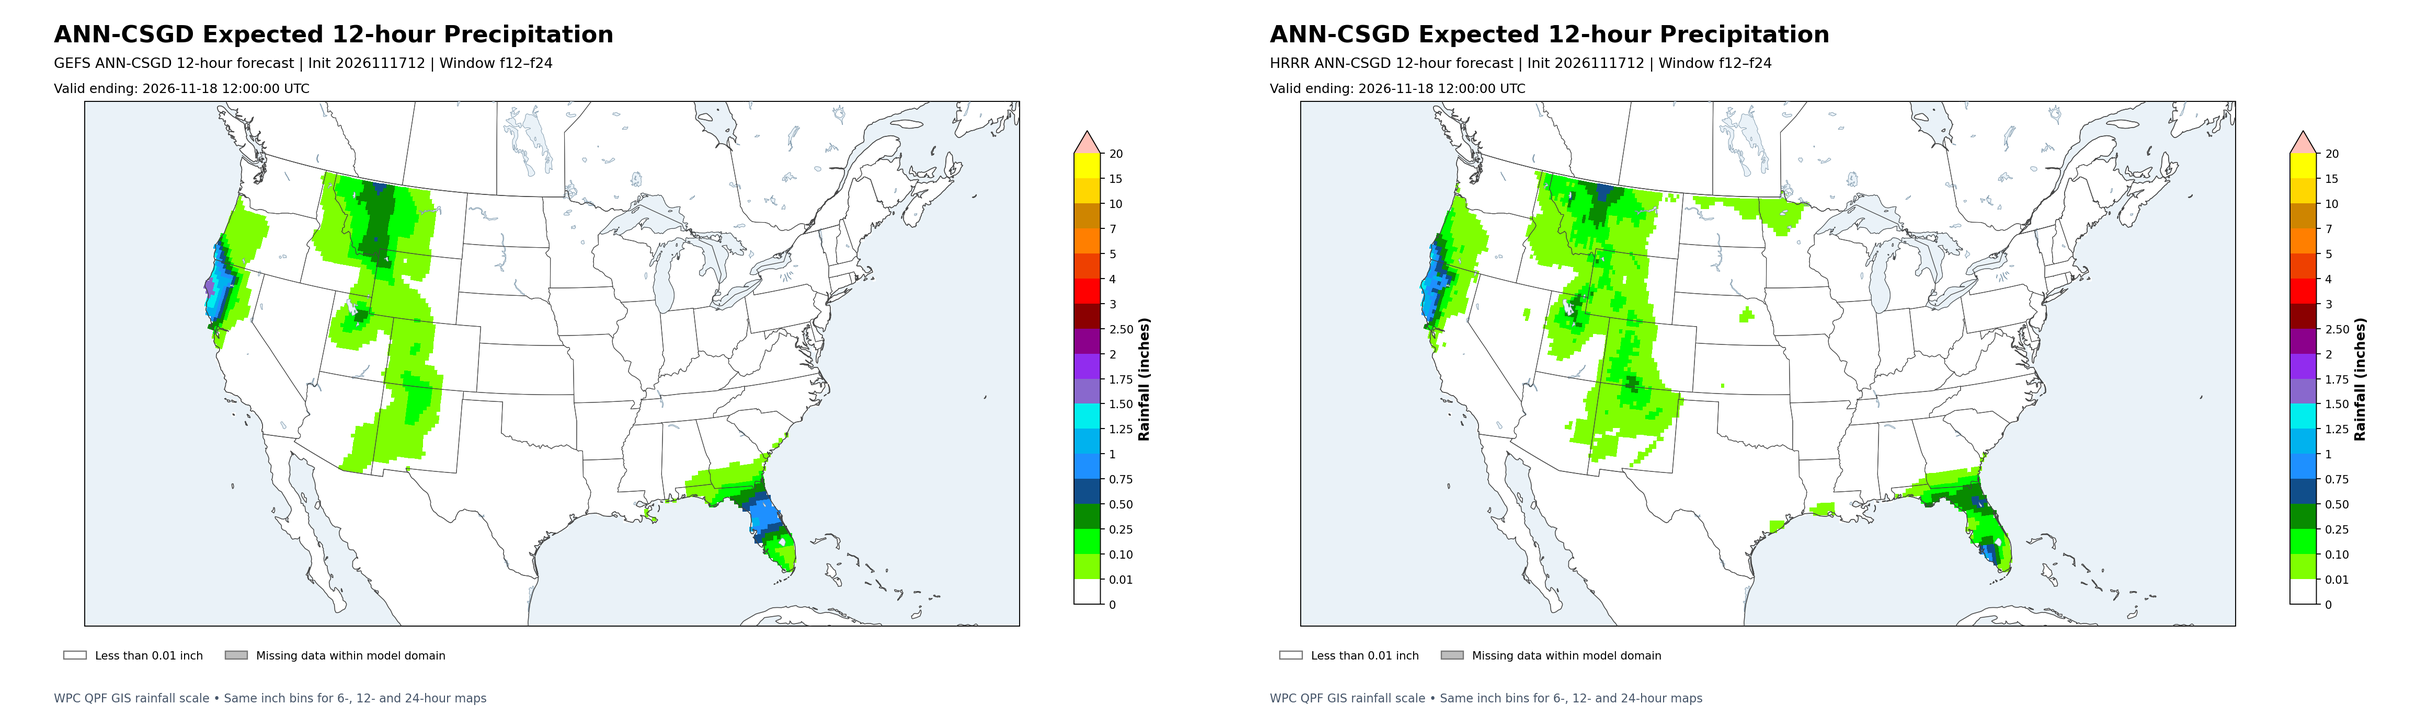 ANN-CSGD Expected 12-hour Precipitation
GEFS ANN-CSGD 12-hour forecast | Init 2026111712 | Window f12–f24
Valid ending: 2026-11-18 12:00:00 UTC
20
15
10
7
5
4
3
2.50
2
1.75
1.50
1.25
1
0.75
0.50
0.25
0.10
0.01
0
Rainfall (inches)
Less than 0.01 inch
Missing data within model domain
WPC QPF GIS rainfall scale • Same inch bins for 6-, 12- and 24-hour maps
ANN-CSGD Expected 12-hour Precipitation
HRRR ANN-CSGD 12-hour forecast | Init 2026111712 | Window f12–f24
Valid ending: 2026-11-18 12:00:00 UTC
20
15
10
7
5
4
3
2.50
2
1.75
1.50
1.25
1
0.75
0.50
0.25
0.10
0.01
0
Rainfall (inches)
Less than 0.01 inch
Missing data within model domain
WPC QPF GIS rainfall scale • Same inch bins for 6-, 12- and 24-hour maps